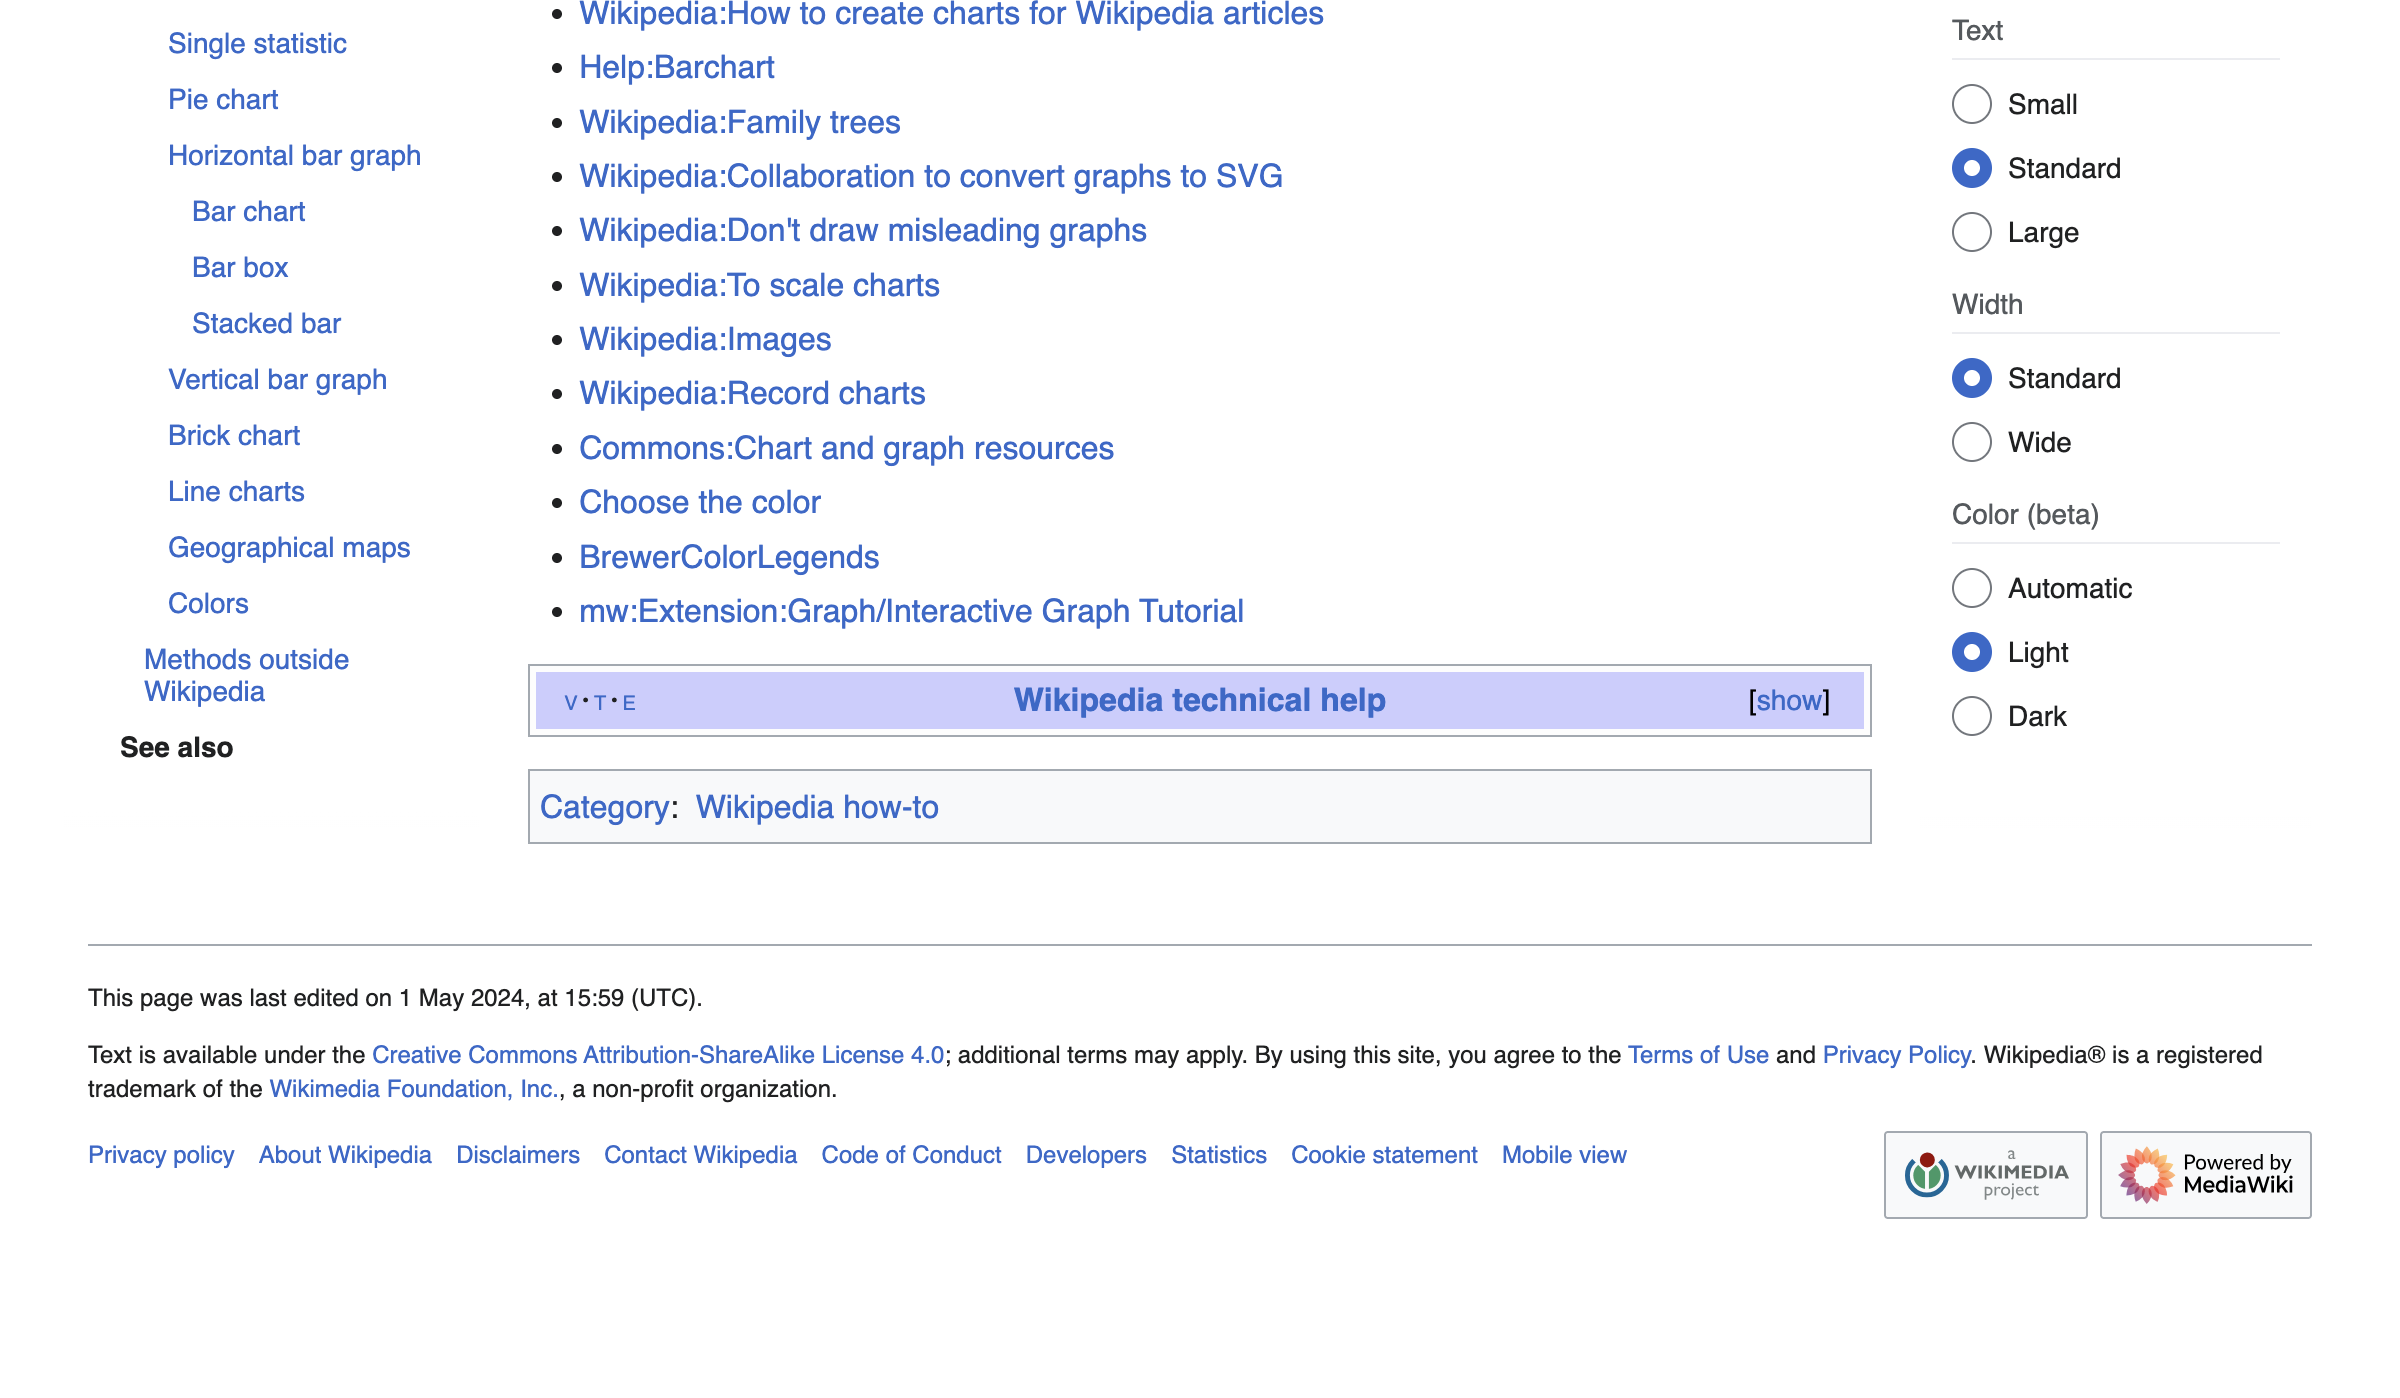 Single statistic
Pie chart
Horizontal bar graph
Bar chart
Bar box
Stacked bar
Vertical bar graph
Brick chart
Line charts
Geographical maps
Colors
Methods outside
Wikipedia
See also
Wikipedia:How to create charts for Wikipedia articles
Help:Barchart
Wikipedia:Family trees
Wikipedia:Collaboration to convert graphs to SVG
Wikipedia:Don't draw misleading graphs
Wikipedia:To scale charts
Wikipedia:Images
Wikipedia:Record charts
Commons:Chart and graph resources
Choose the color
BrewerColorLegends
mw:Extension:Graph/Interactive Graph Tutorial
V·T·E Wikipedia technical help [show]
Category: Wikipedia how-to
Text
Small
Standard
Large
Width
Standard
Wide
Color (beta)
Automatic
Light
Dark
This page was last edited on 1 May 2024, at 15:59 (UTC).
Text is available under the Creative Commons Attribution-ShareAlike License 4.0; additional terms may apply. By using this site, you agree to the Terms of Use and Privacy Policy. Wikipedia® is a registered
trademark of the Wikimedia Foundation, Inc., a non-profit organization.
Privacy policy About Wikipedia Disclaimers Contact Wikipedia Code of Conduct Developers Statistics Cookie statement Mobile view
a
WIKIMEDIA
project
Powered by
MediaWiki